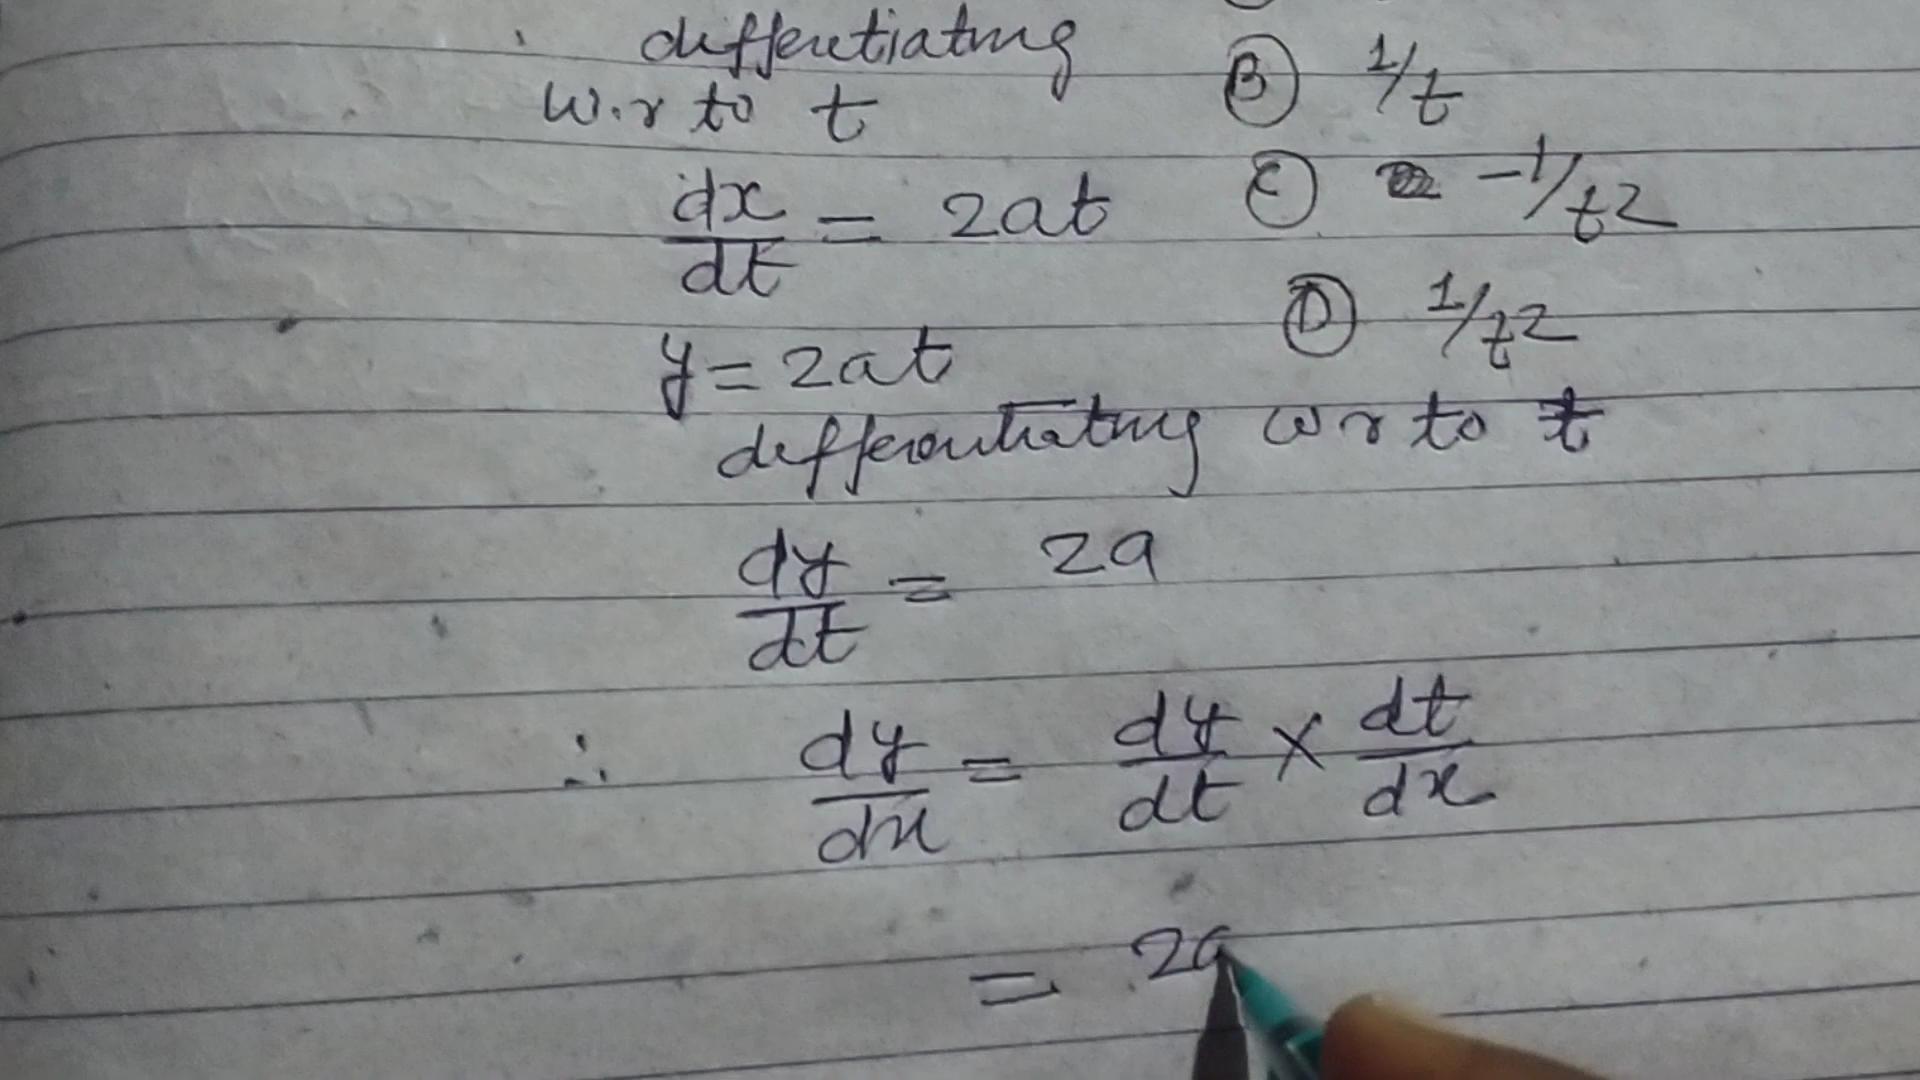 differtiating
w.r to t
Ⓑ 1/t
dx/dt = 2at
Ⓒ -1/t2
Ⓓ 1/t2
y = 2at
differentiating w r to t
dy/dt = 2a
∴ dy/dx = dy/dt × dt/dx
= 2a